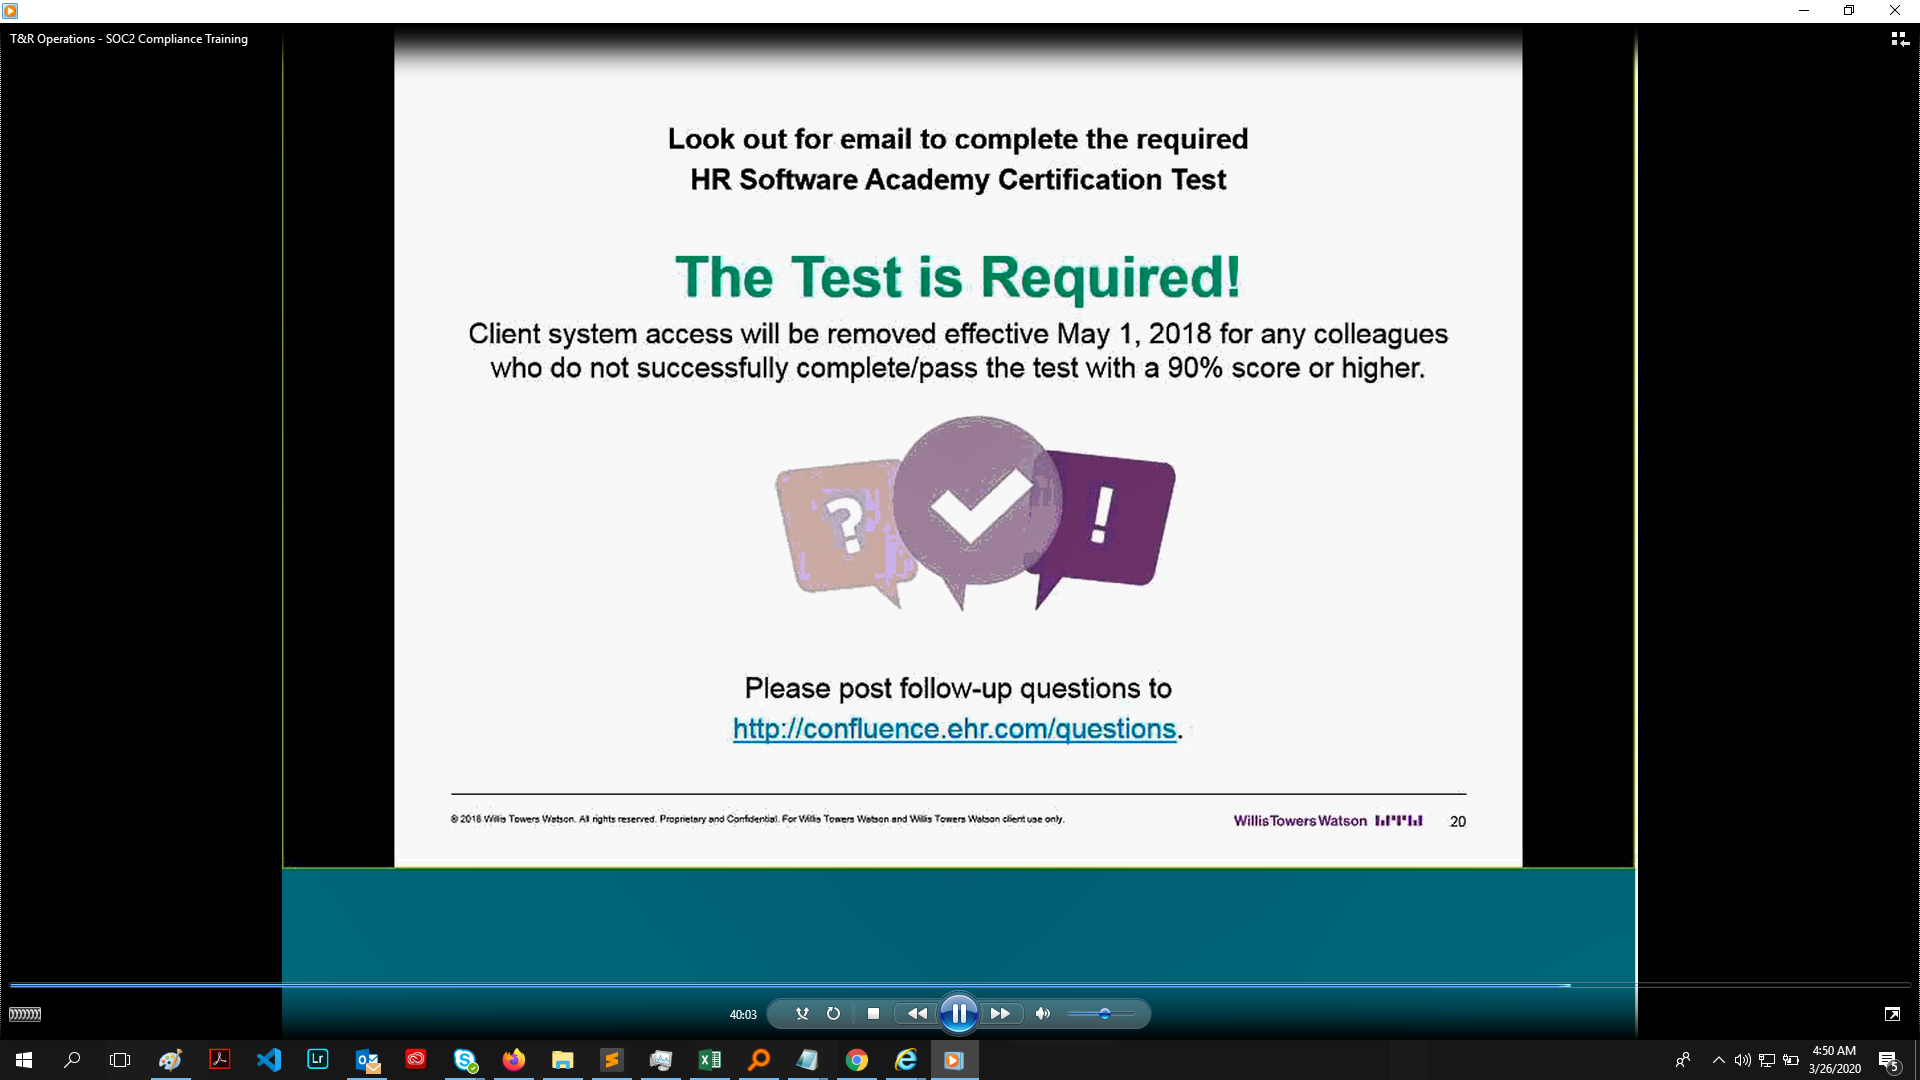 T&R Operations - SOC2 Compliance Training
Look out for email to complete the required
HR Software Academy Certification Test
The Test is Required!
Client system access will be removed effective May 1, 2018 for any colleagues
who do not successfully complete/pass the test with a 90% score or higher.
?
!
Please post follow-up questions to
http://confluence.ehr.com/questions.
© 2018 Willis Towers Watson. All rights reserved. Proprietary and Confidential. For Willis Towers Watson and Willis Towers Watson client use only.
WillisTowersWatson
20
40:03
Lr
4:50 AM
3/26/2020
5